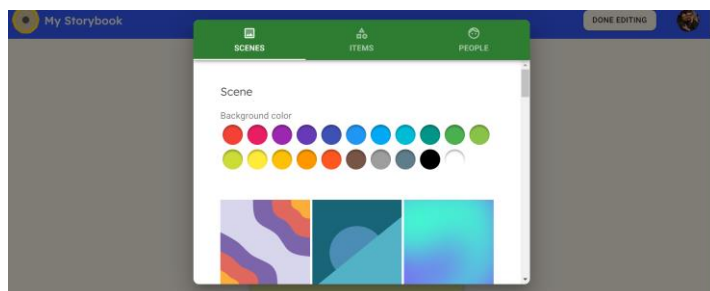 My Storybook
DONE EDITING
SCENES
ITEMS
PEOPLE
Scene
Background color